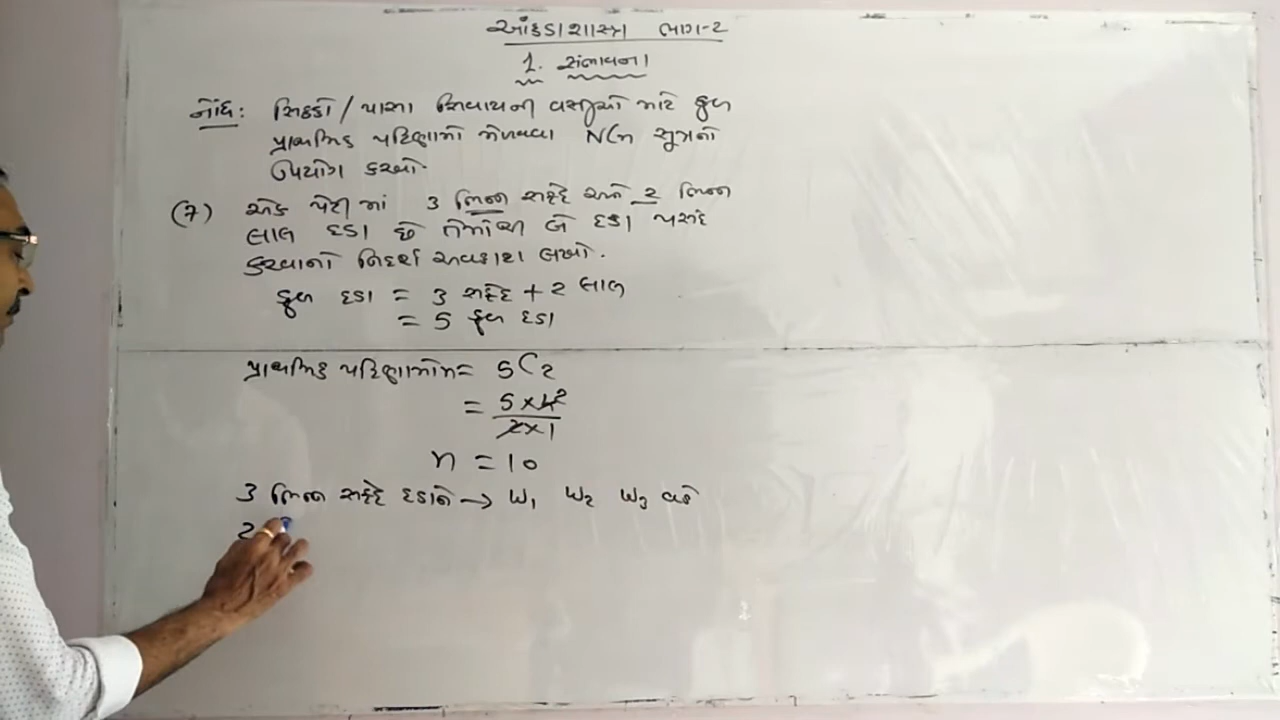 આંકડાશાસ્ત્ર ભાગ-2
1. સંભાવના
નોંધ: સિક્કો / પાસા સિવાયની વસ્તુઓ માટે કુલ
પ્રાથમિક પરિણામો મેળવવા NCn સૂત્રનો
ઉપયોગ કરવો.
(7) એક પેટીમાં 3 ભિન્ન સફેદ અને 2 ભિન્ન
લાલ દડા છે તેમાંથી બે દડા પસંદ
કરવાનો નિદર્શ અવકાશ લખો.
કુલ દડા = 3 સફેદ + 2 લાલ
= 5 કુલ દડા
પ્રાથમિક પરિણામો = 5C2
= 5 x 4 2
2 x 1
n = 10
3 ભિન્ન સફેદ દડાને → W1 W2 W3 વડે
2